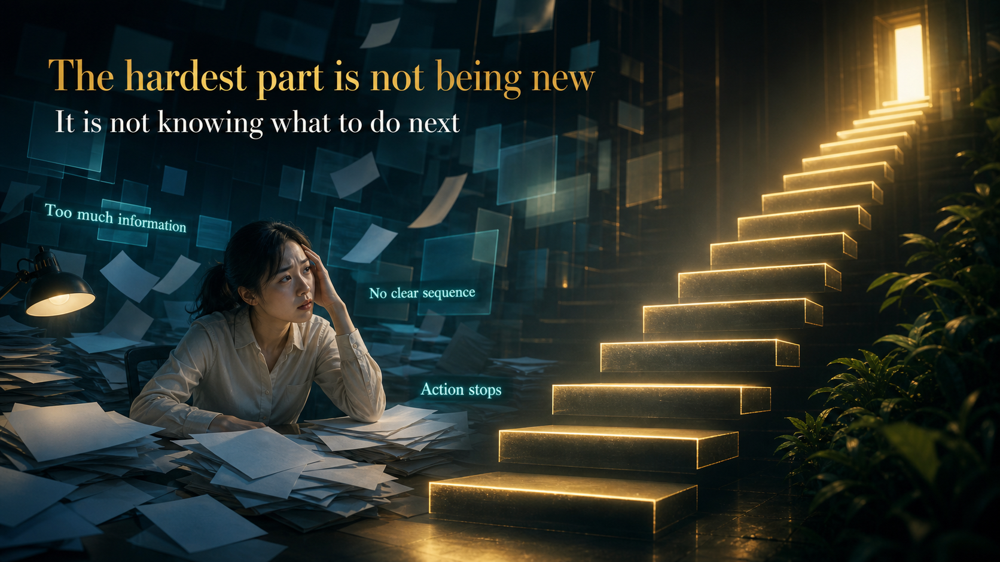 The hardest part is not being new
It is not knowing what to do next
Too much information
No clear sequence
Action stops